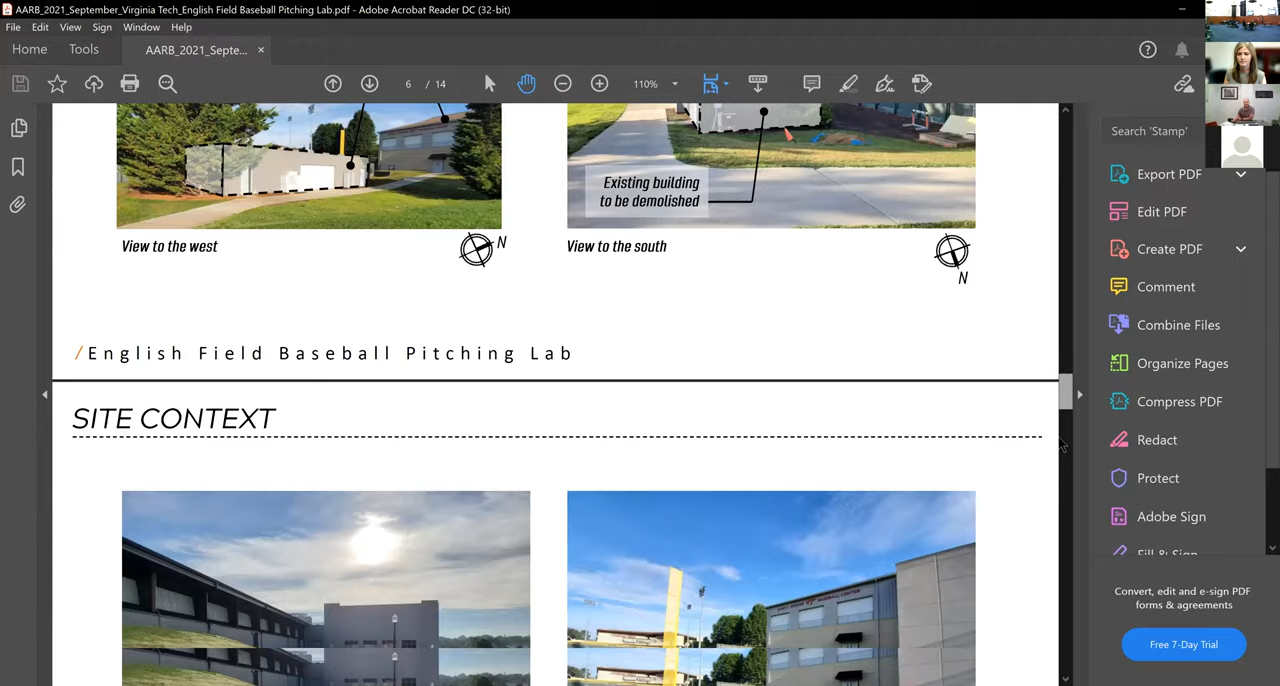 AARB_2021_September_Virginia Tech_English Field Baseball Pitching Lab.pdf - Adobe Acrobat Reader DC (32-bit)
File Edit View Sign Window Help
Home Tools AARB_2021_Septe... ×
6 / 14 110%
Search 'Stamp'
Export PDF
Edit PDF
Create PDF
Comment
Combine Files
Organize Pages
Compress PDF
Redact
Protect
Adobe Sign
Fill & Sign
Convert, edit and e-sign PDF
forms & agreements
Free 7-Day Trial
Existing building
to be demolished
View to the west
N
View to the south
N
/English Field Baseball Pitching Lab
SITE CONTEXT